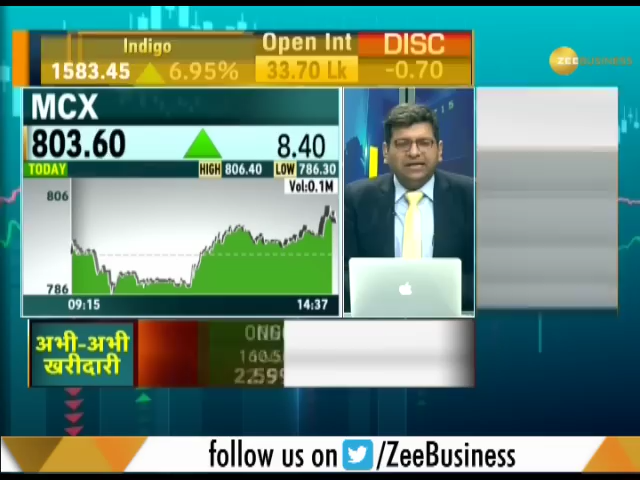 Indigo
Open Int
DISC
1583.45
6.95%
33.70 Lk
-0.70
ZEE BUSINESS
MCX
803.60
8.40
TODAY
HIGH 806.40
LOW 786.30
Vol:0.1M
806
786
09:15
14:37
अभी-अभी
खरीदारी
follow us on /ZeeBusiness